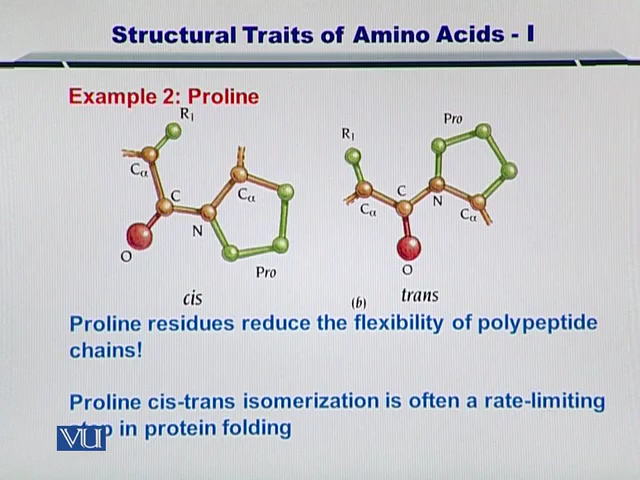 Structural Traits of Amino Acids - I
Example 2: Proline
R1
Cα
C
Cα
N
O
Pro
cis
Pro
R1
C
Cα
N
Cα
O
(b)
trans
Proline residues reduce the flexibility of polypeptide
chains!
Proline cis-trans isomerization is often a rate-limiting
in protein folding
VU